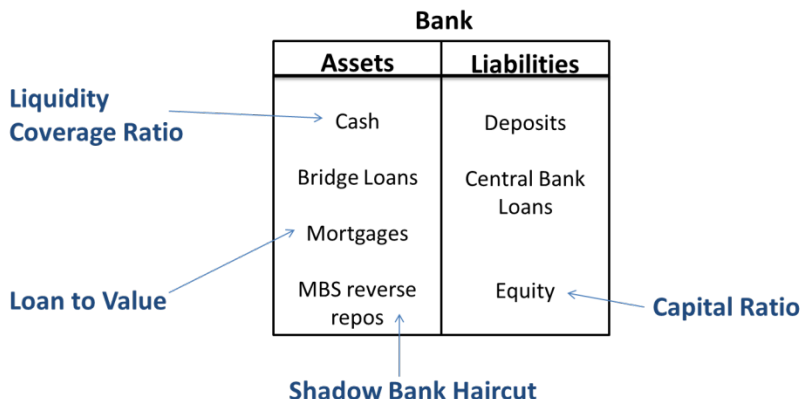 Bank
Assets
Liabilities
Liquidity
Coverage Ratio
Cash
Deposits
Bridge Loans
Central Bank
Loans
Mortgages
Loan to Value
MBS reverse
repos
Equity
Capital Ratio
Shadow Bank Haircut